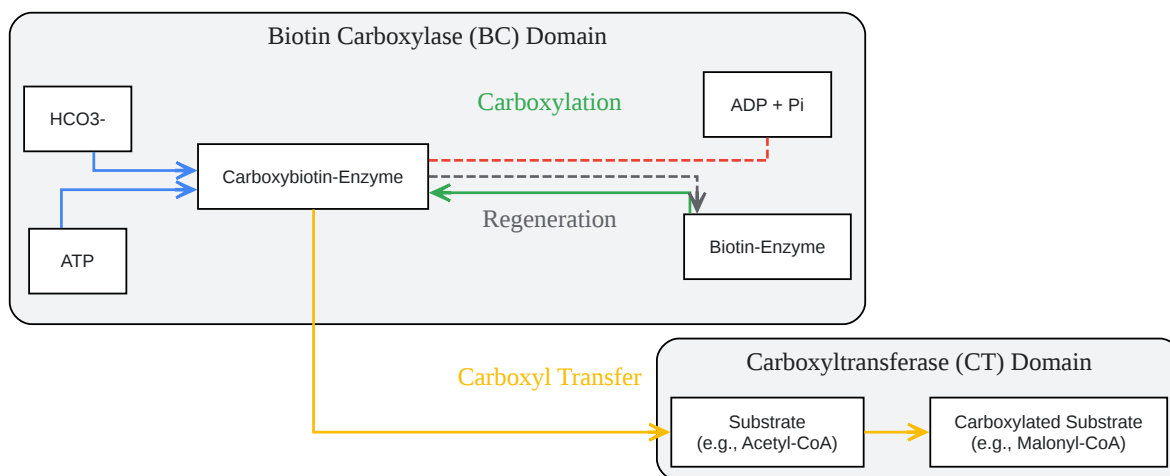 Biotin Carboxylase (BC) Domain
HCO3-
Carboxylation
ADP + Pi
Carboxybiotin-Enzyme
Regeneration
Biotin-Enzyme
ATP
Carboxyl Transfer
Carboxyltransferase (CT) Domain
Substrate
(e.g., Acetyl-CoA)
Carboxylated Substrate
(e.g., Malonyl-CoA)